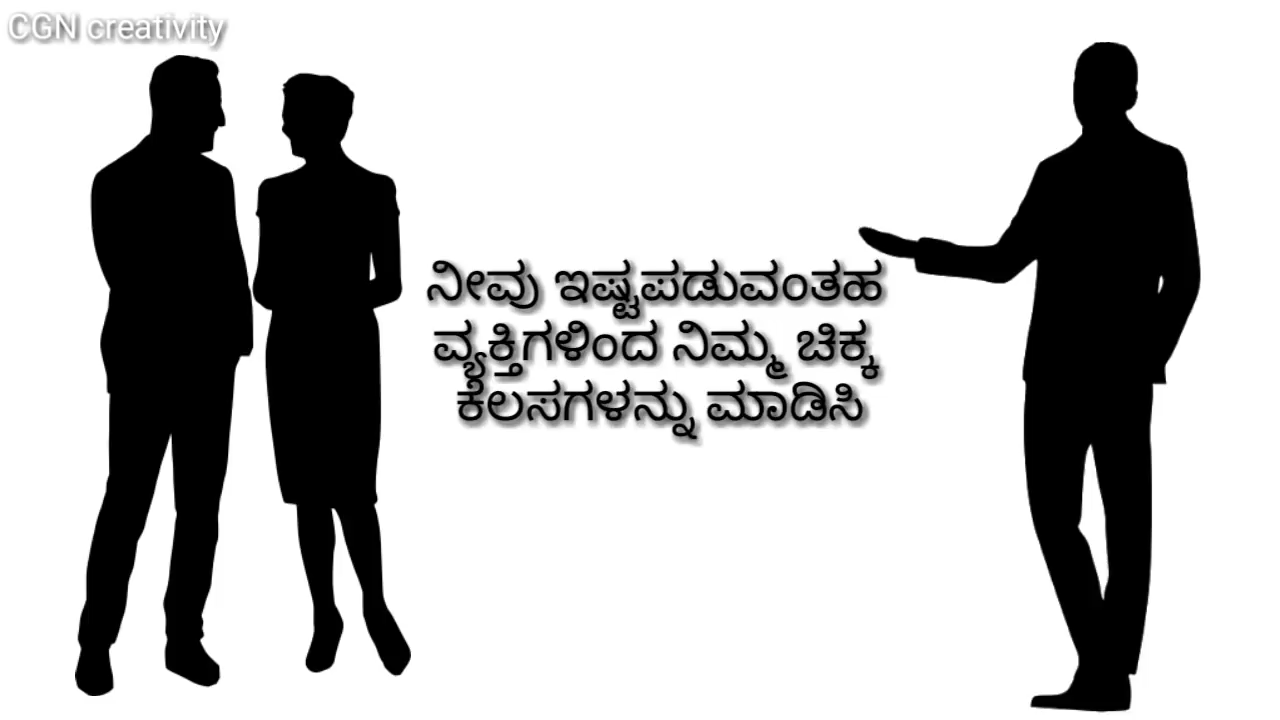 CGN creativity
ನೀವು ಇಷ್ಟಪಡುವಂತಹ
ವ್ಯಕ್ತಿಗಳಿಂದ ನಿಮ್ಮ ಚಿಕ್ಕ
ಕೆಲಸಗಳನ್ನು ಮಾಡಿಸಿ